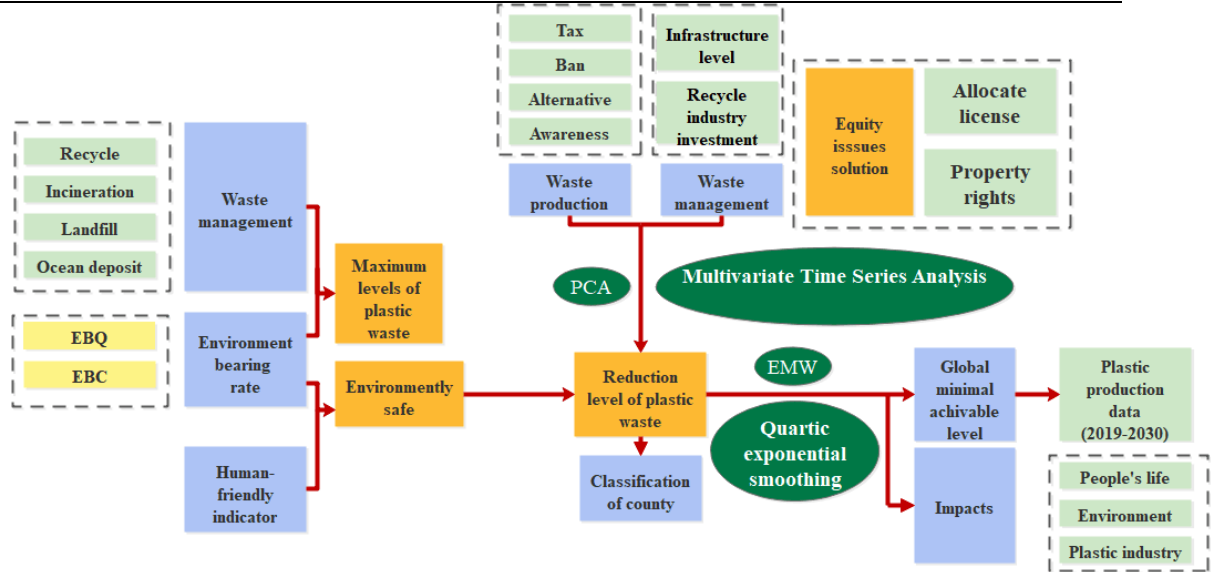 Recycle
Incineration
Landfill
Ocean deposit
EBQ
EBC
Waste
management
Environment
bearing
rate
Human-
friendly
indicator
Maximum
levels of
plastic
waste
Environmently
safe
Tax
Ban
Alternative
Awareness
Infrastructure
level
Recycle
industry
investment
Waste
production
Waste
management
Equity
isssues
solution
Allocate
license
Property
rights
PCA
Multivariate Time Series Analysis
Reduction
level of plastic
waste
Classification
of county
EMW
Quartic
exponential
smoothing
Global
minimal
achivable
level
Impacts
Plastic
production
data
(2019-2030)
People's life
Environment
Plastic industry